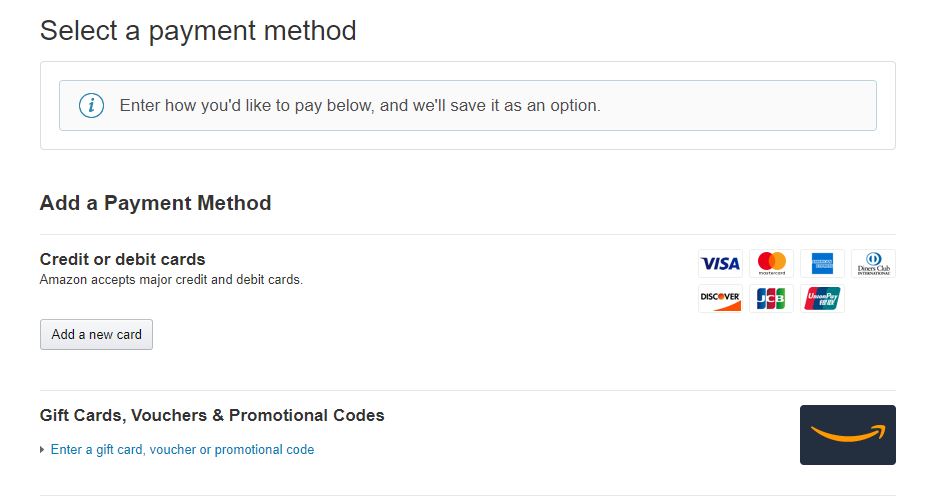 Select a payment method
i Enter how you'd like to pay below, and we'll save it as an option.
Add a Payment Method
Credit or debit cards
Amazon accepts major credit and debit cards.
VISA mastercard AMERICAN EXPRESS Diners Club INTERNATIONAL
DISCOVER JCB UnionPay 银联
Add a new card
Gift Cards, Vouchers & Promotional Codes
Enter a gift card, voucher or promotional code